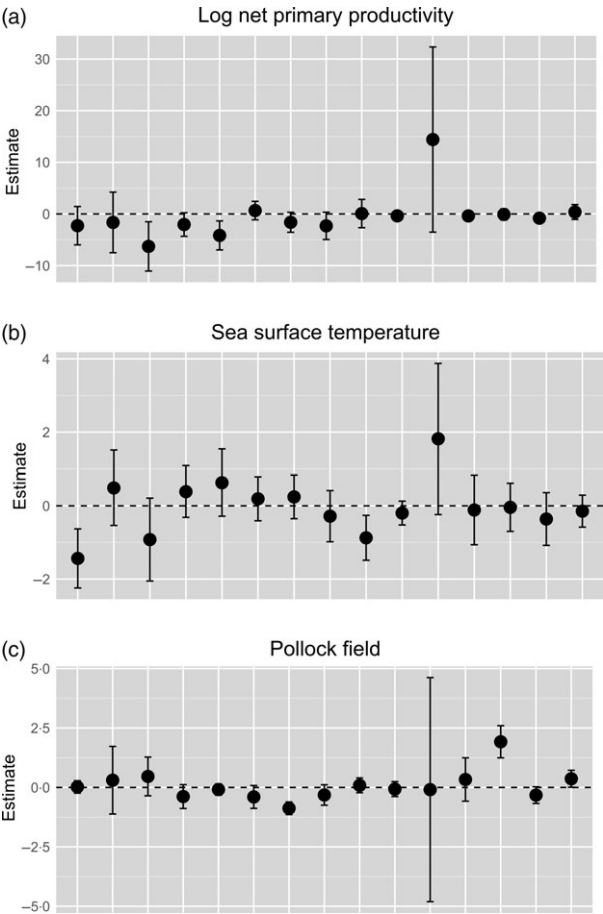 (a)
Log net primary productivity
30
20
10
0
–10
Estimate
(b)
Sea surface temperature
4
2
0
–2
Estimate
(c)
Pollock field
5·0
2·5
0·0
–2·5
–5·0
Estimate